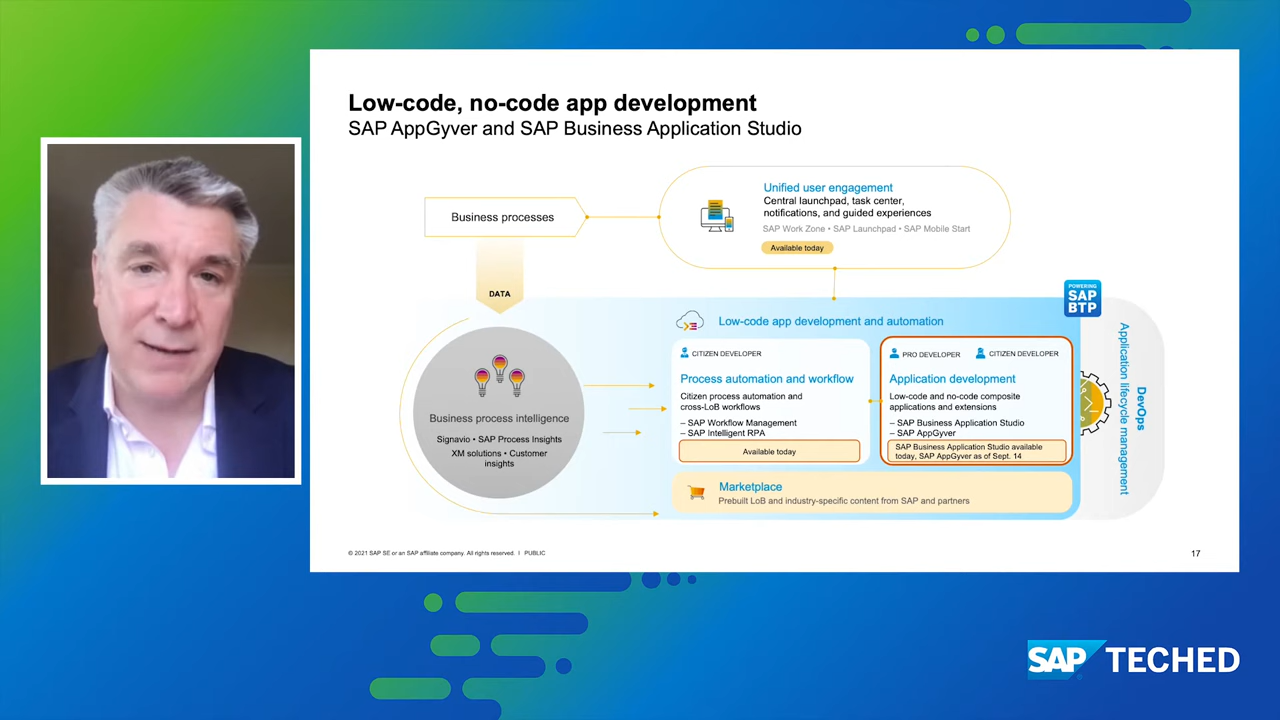 Low-code, no-code app development
SAP AppGyver and SAP Business Application Studio
Business processes
Unified user engagement
Central launchpad, task center,
notifications, and guided experiences
SAP Work Zone • SAP Launchpad • SAP Mobile Start
Available today
DATA
POWERING
SAP
BTP
Low-code app development and automation
CITIZEN DEVELOPER
Process automation and workflow
Citizen process automation and
cross-LoB workflows
– SAP Workflow Management
– SAP Intelligent RPA
Available today
PRO DEVELOPER
CITIZEN DEVELOPER
Application development
Low-code and no-code composite
applications and extensions
– SAP Business Application Studio
– SAP AppGyver
SAP Business Application Studio available
today, SAP AppGyver as of Sept. 14
DevOps
Application lifecycle management
Business process intelligence
Signavio • SAP Process Insights
XM solutions • Customer
insights
Marketplace
Prebuilt LoB and industry-specific content from SAP and partners
© 2021 SAP SE or an SAP affiliate company. All rights reserved. I PUBLIC
17
SAP TECHED